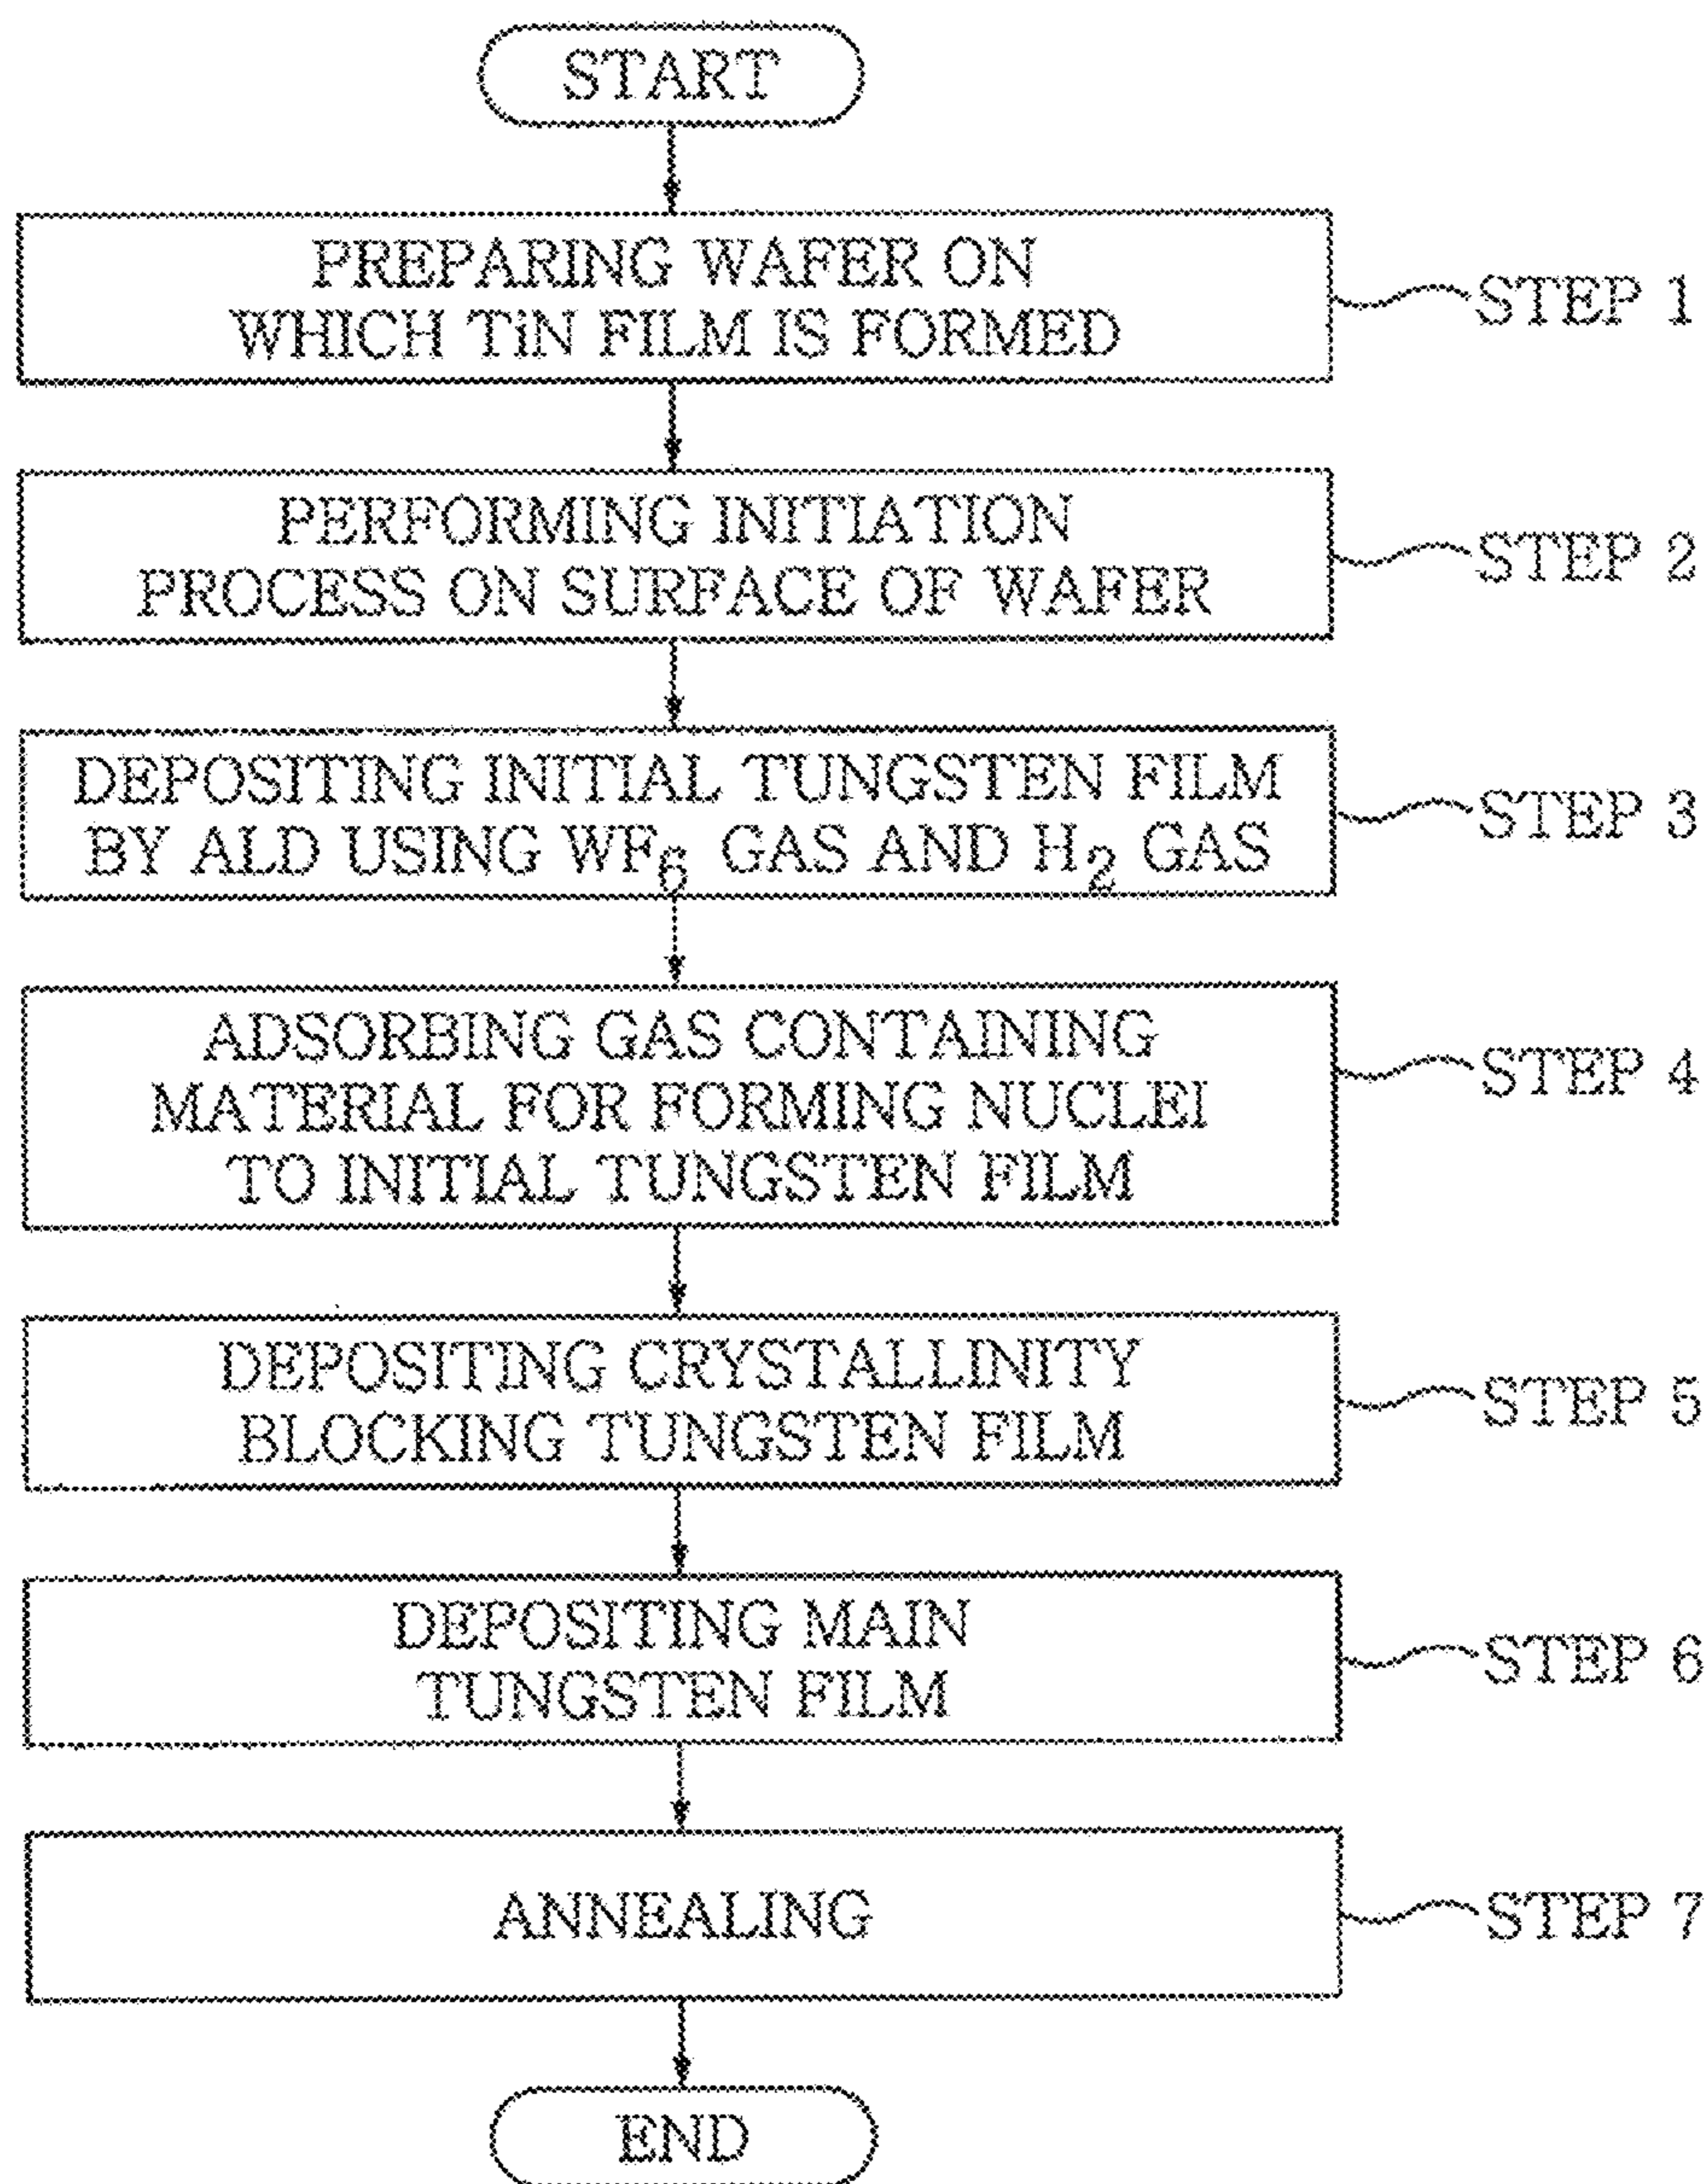 START
PREPARING WAFER ON
WHICH TiN FILM IS FORMED
STEP 1
PERFORMING INITIATION
PROCESS ON SURFACE OF WAFER
STEP 2
DEPOSITING INITIAL TUNGSTEN FILM
BY ALD USING WF6 GAS AND H2 GAS
STEP 3
ADSORBING GAS CONTAINING
MATERIAL FOR FORMING NUCLEI
TO INITIAL TUNGSTEN FILM
STEP 4
DEPOSITING CRYSTALLINITY
BLOCKING TUNGSTEN FILM
STEP 5
DEPOSITING MAIN
TUNGSTEN FILM
STEP 6
ANNEALING
STEP 7
END